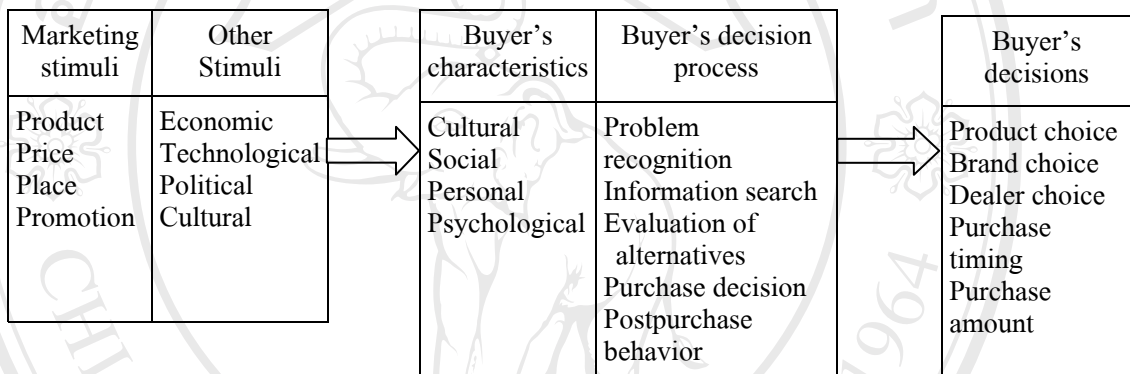 Marketing
stimuli
Product
Price
Place
Promotion
Other
Stimuli
Economic
Technological
Political
Cultural
Buyer's
characteristics
Cultural
Social
Personal
Psychological
Buyer's decision
process
Problem
recognition
Information search
Evaluation of
alternatives
Purchase decision
Postpurchase
behavior
Buyer's
decisions
Product choice
Brand choice
Dealer choice
Purchase
timing
Purchase
amount
CHI
1964